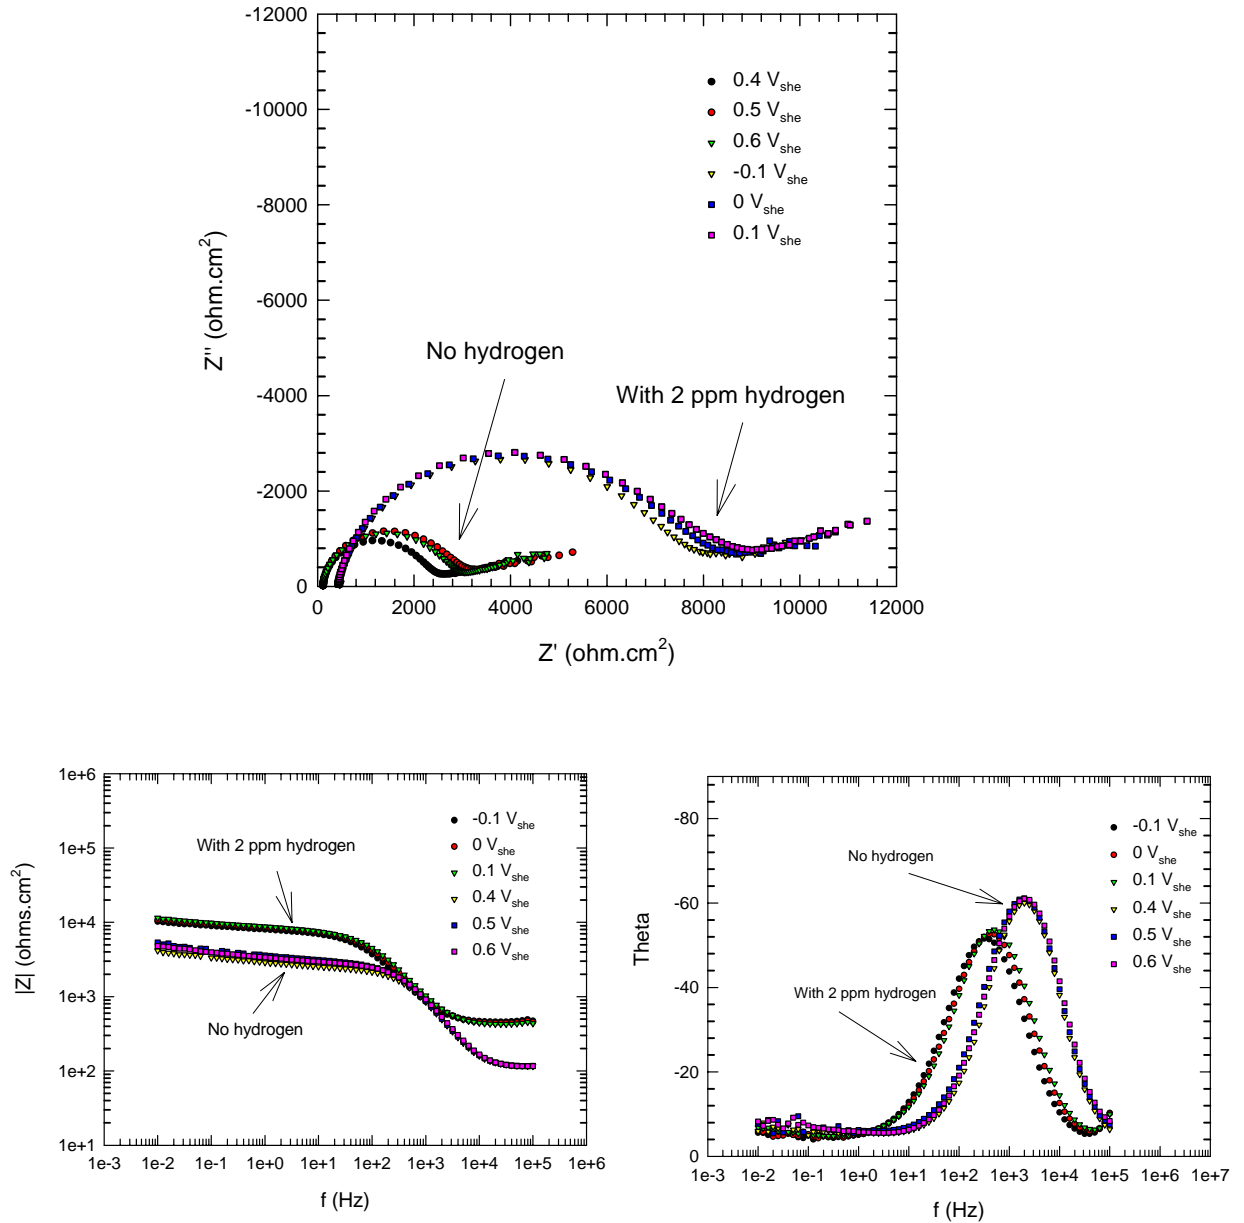 -12000
-10000
-8000
-6000
-4000
-2000
0
Z'' (ohm.cm2)
0.4 Vshe
0.5 Vshe
0.6 Vshe
-0.1 Vshe
0 Vshe
0.1 Vshe
No hydrogen
With 2 ppm hydrogen
0 2000 4000 6000 8000 10000 12000
Z' (ohm.cm2)
1e+6
1e+5
1e+4
1e+3
1e+2
1e+1
|Z| (ohms.cm2)
With 2 ppm hydrogen
No hydrogen
-0.1 Vshe
0 Vshe
0.1 Vshe
0.4 Vshe
0.5 Vshe
0.6 Vshe
1e-3 1e-2 1e-1 1e+0 1e+1 1e+2 1e+3 1e+4 1e+5 1e+6
f (Hz)
-80
-60
-40
-20
0
Theta
No hydrogen
With 2 ppm hydrogen
-0.1 Vshe
0 Vshe
0.1 Vshe
0.4 Vshe
0.5 Vshe
0.6 Vshe
1e-3 1e-2 1e-1 1e+0 1e+1 1e+2 1e+3 1e+4 1e+5 1e+6 1e+7
f (Hz)